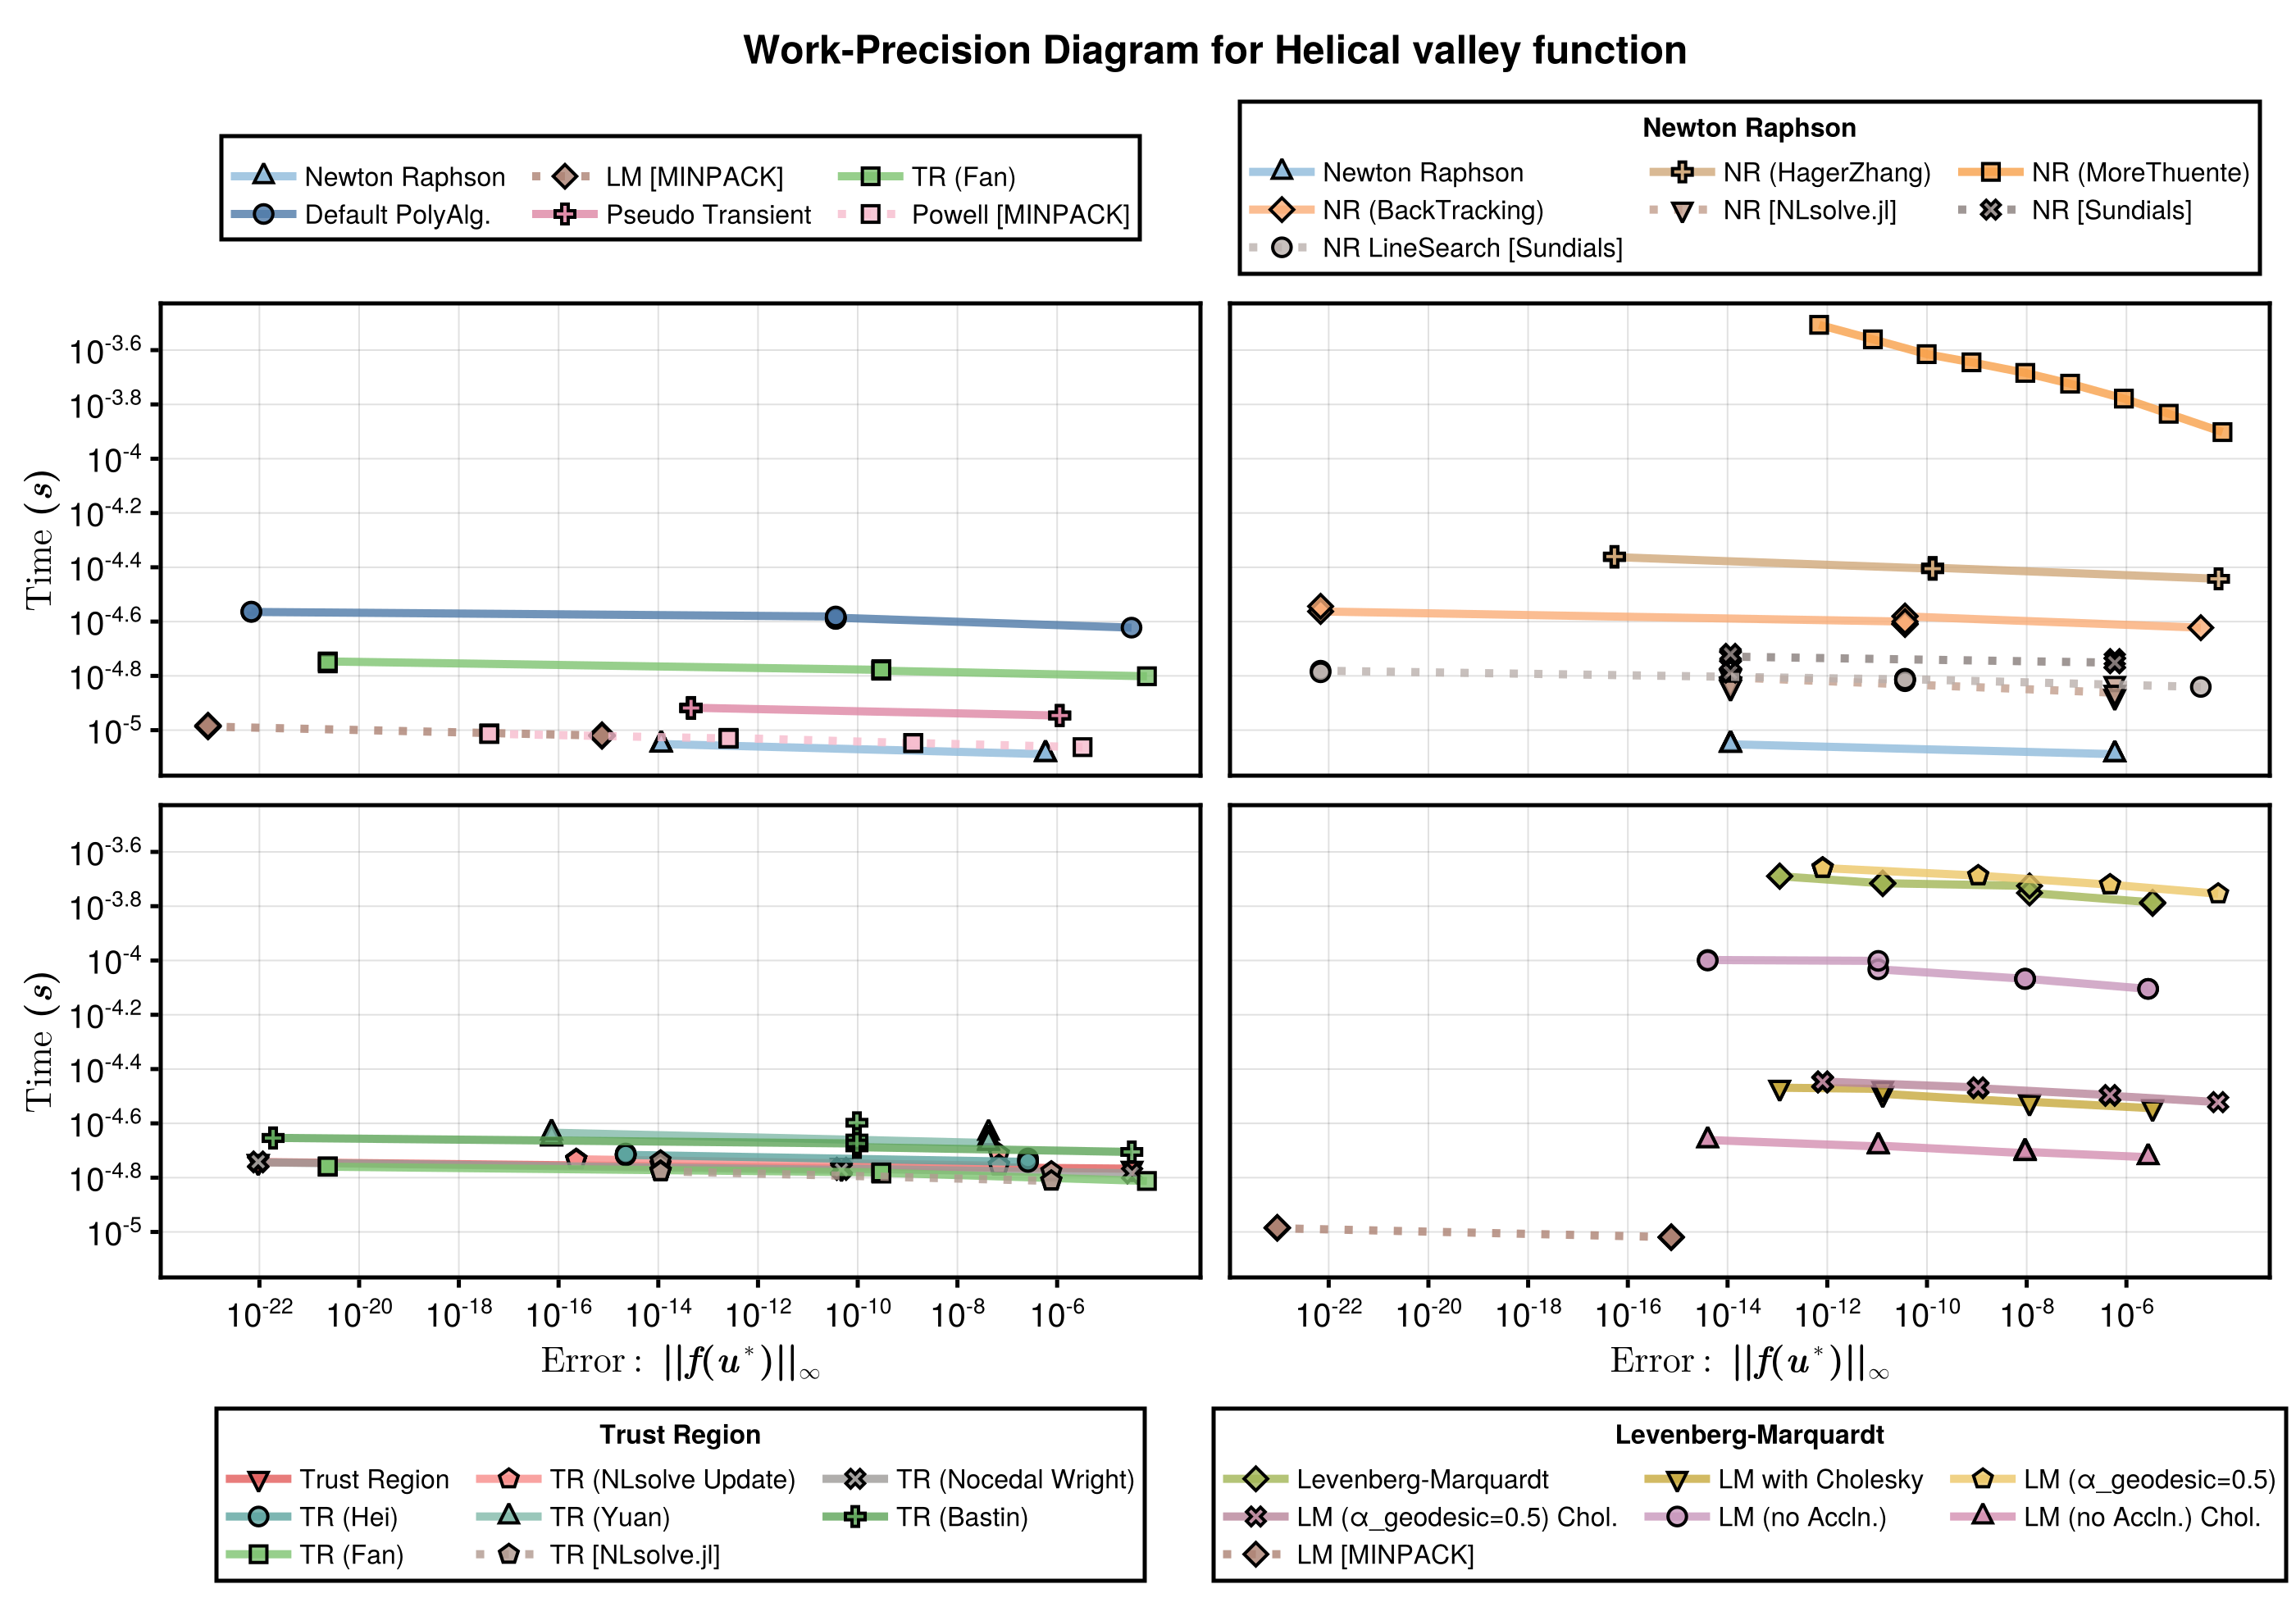 Work-Precision Diagram for Helical valley function
Newton Raphson LM [MINPACK] TR (Fan)
Default PolyAlg. Pseudo Transient Powell [MINPACK]
Newton Raphson
Newton Raphson NR (HagerZhang) NR (MoreThuente)
NR (BackTracking) NR [NLsolve.jl] NR [Sundials]
NR LineSearch [Sundials]
Time (s)
10^-3.6
10^-3.8
10^-4
10^-4.2
10^-4.4
10^-4.6
10^-4.8
10^-5
Time (s)
10^-3.6
10^-3.8
10^-4
10^-4.2
10^-4.4
10^-4.6
10^-4.8
10^-5
10^-22 10^-20 10^-18 10^-16 10^-14 10^-12 10^-10 10^-8 10^-6
Error: ||f(u*)||∞
10^-22 10^-20 10^-18 10^-16 10^-14 10^-12 10^-10 10^-8 10^-6
Error: ||f(u*)||∞
Trust Region
Trust Region TR (NLsolve Update) TR (Nocedal Wright)
TR (Hei) TR (Yuan) TR (Bastin)
TR (Fan) TR [NLsolve.jl]
Levenberg-Marquardt
Levenberg-Marquardt LM with Cholesky LM (α_geodesic=0.5)
LM (α_geodesic=0.5) Chol. LM (no Accln.) LM (no Accln.) Chol.
LM [MINPACK]